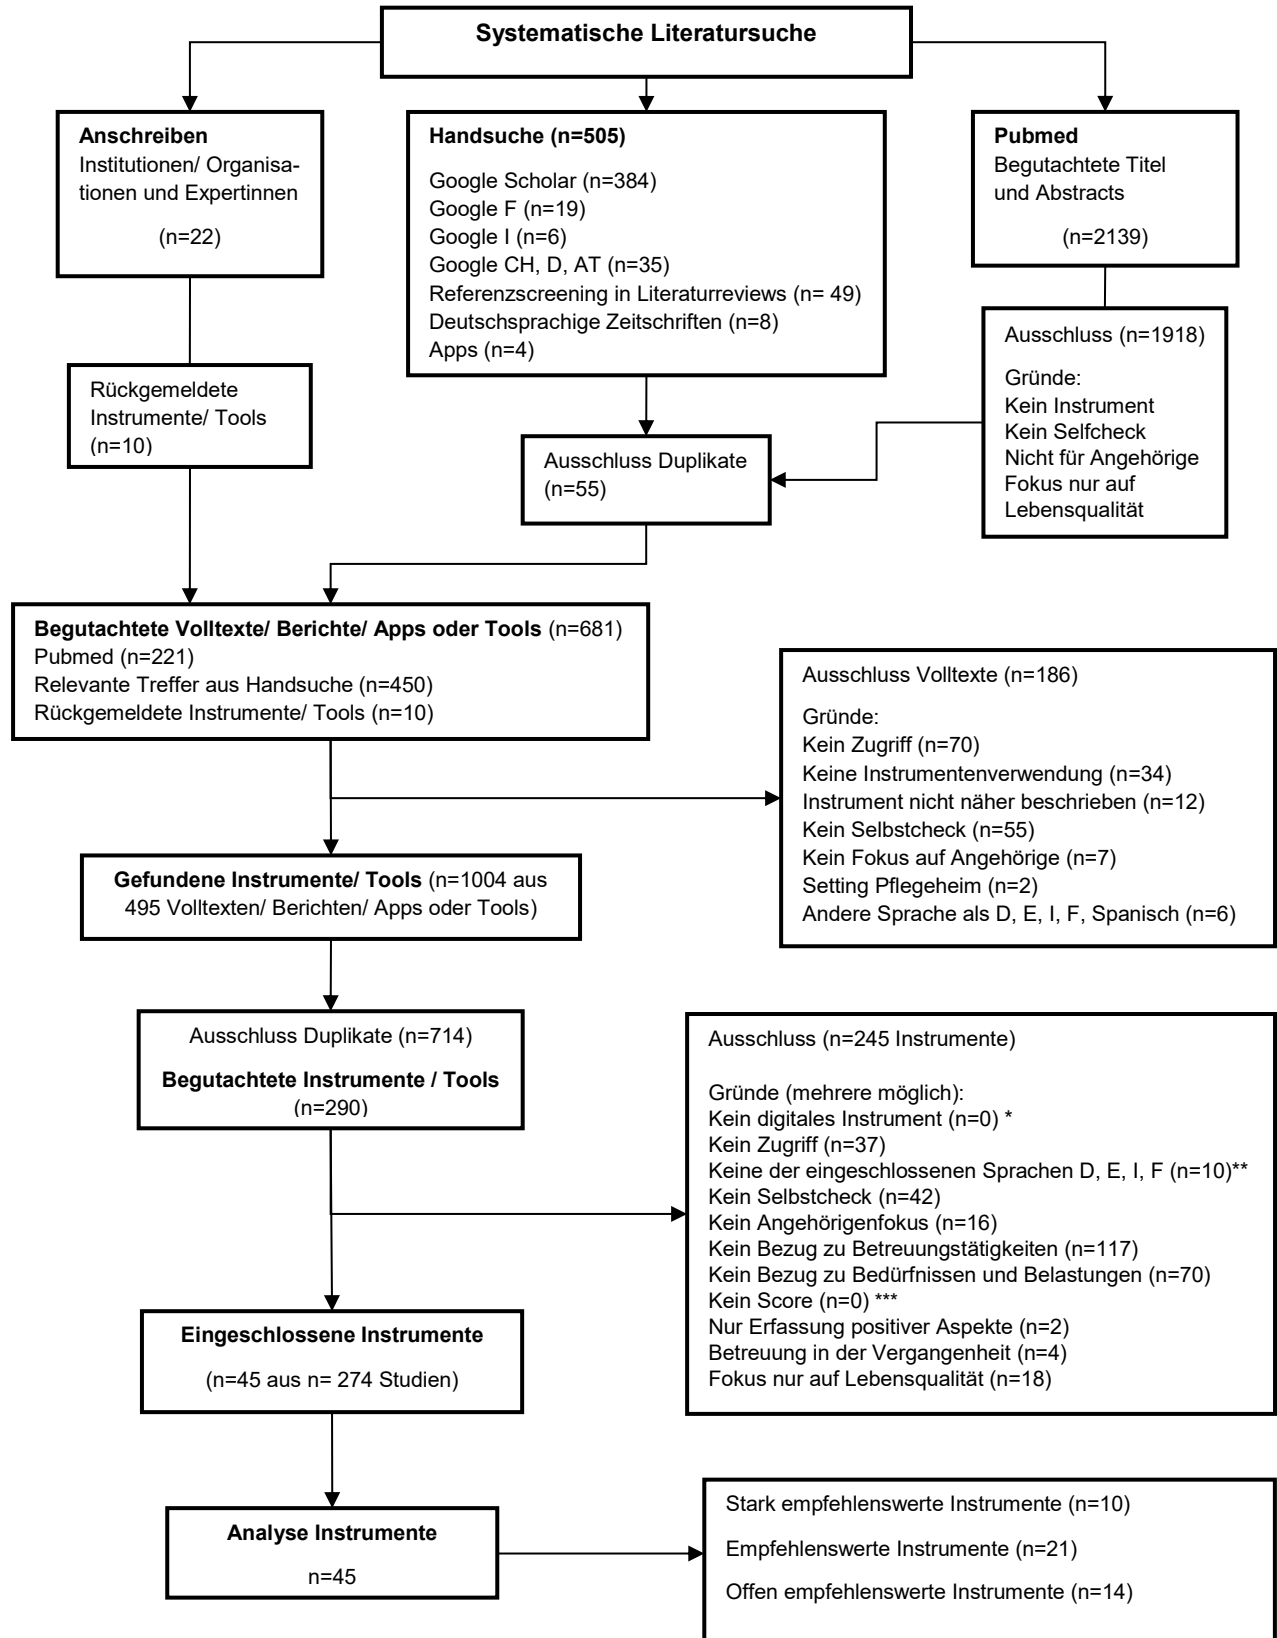 Systematische Literatursuche
Anschreiben
Institutionen/ Organisa-
tionen und Expertinnen
(n=22)
Handsuche (n=505)
Google Scholar (n=384)
Google F (n=19)
Google I (n=6)
Google CH, D, AT (n=35)
Referenzscreening in Literaturreviews (n= 49)
Deutschsprachige Zeitschriften (n=8)
Apps (n=4)
Pubmed
Begutachtete Titel
und Abstracts
(n=2139)
Rückgemeldete
Instrumente/ Tools
(n=10)
Ausschluss Duplikate
(n=55)
Ausschluss (n=1918)
Gründe:
Kein Instrument
Kein Selfcheck
Nicht für Angehörige
Fokus nur auf
Lebensqualität
Begutachtete Volltexte/ Berichte/ Apps oder Tools (n=681)
Pubmed (n=221)
Relevante Treffer aus Handsuche (n=450)
Rückgemeldete Instrumente/ Tools (n=10)
Ausschluss Volltexte (n=186)
Gründe:
Kein Zugriff (n=70)
Keine Instrumentenverwendung (n=34)
Instrument nicht näher beschrieben (n=12)
Kein Selbstcheck (n=55)
Kein Fokus auf Angehörige (n=7)
Setting Pflegeheim (n=2)
Andere Sprache als D, E, I, F, Spanisch (n=6)
Gefundene Instrumente/ Tools (n=1004 aus
495 Volltexten/ Berichten/ Apps oder Tools)
Ausschluss Duplikate (n=714)
Begutachtete Instrumente / Tools
(n=290)
Ausschluss (n=245 Instrumente)
Gründe (mehrere möglich):
Kein digitales Instrument (n=0) *
Kein Zugriff (n=37)
Keine der eingeschlossenen Sprachen D, E, I, F (n=10)**
Kein Selbstcheck (n=42)
Kein Angehörigenfokus (n=16)
Kein Bezug zu Betreuungstätigkeiten (n=117)
Kein Bezug zu Bedürfnissen und Belastungen (n=70)
Kein Score (n=0) ***
Nur Erfassung positiver Aspekte (n=2)
Betreuung in der Vergangenheit (n=4)
Fokus nur auf Lebensqualität (n=18)
Eingeschlossene Instrumente
(n=45 aus n= 274 Studien)
Analyse Instrumente
n=45
Stark empfehlenswerte Instrumente (n=10)
Empfehlenswerte Instrumente (n=21)
Offen empfehlenswerte Instrumente (n=14)